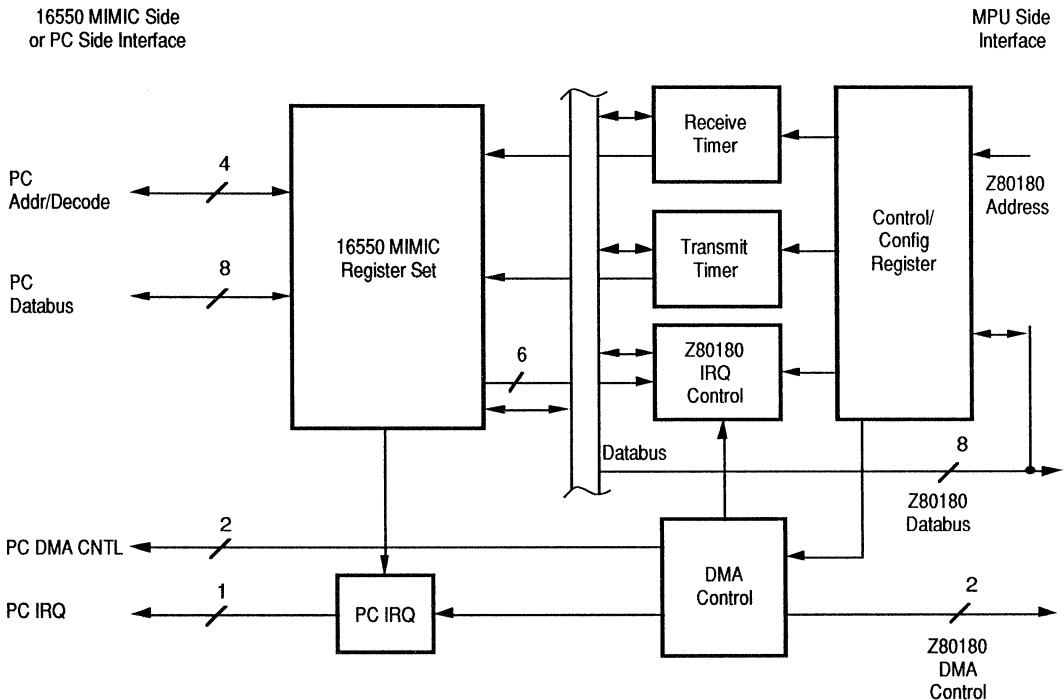 16550 MIMIC Side
or PC Side Interface
MPU Side
Interface
Receive
Timer
4
PC
Addr/Decode
Z80180
Address
16550 MIMIC
Register Set
Transmit
Timer
Control/
Config
Register
8
PC
Databus
6
Z80180
IRQ
Control
Databus
8
Z80180
Databus
2
PC DMA CNTL
DMA
Control
1
PC IRQ
PC IRQ
2
Z80180
DMA
Control